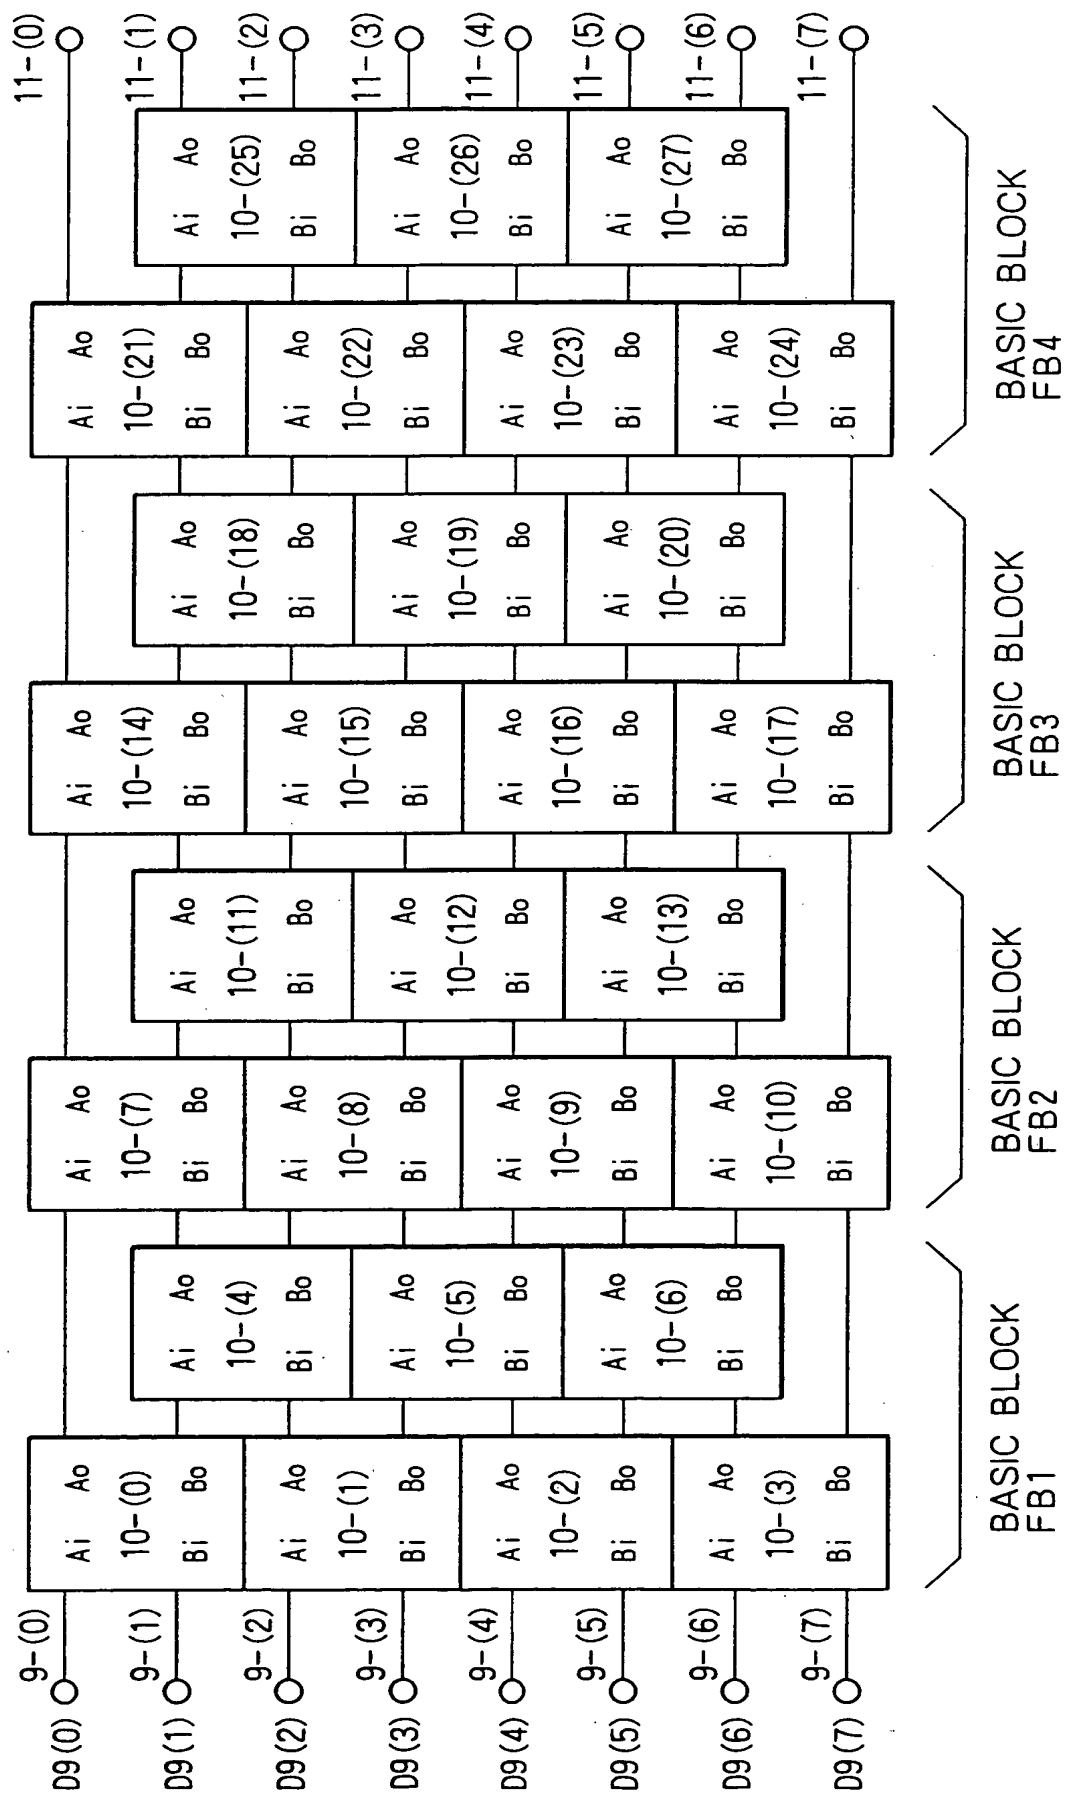 D9(0)
9-(0)
D9(1)
9-(1)
D9(2)
9-(2)
D9(3)
9-(3)
D9(4)
9-(4)
D9(5)
9-(5)
D9(6)
9-(6)
D9(7)
9-(7)
Ai Ao
10-(0)
Bi Bo
Ai Ao
10-(1)
Bi Bo
Ai Ao
10-(2)
Bi Bo
Ai Ao
10-(3)
Bi Bo
Ai Ao
10-(4)
Bi Bo
Ai Ao
10-(5)
Bi Bo
Ai Ao
10-(6)
Bi Bo
BASIC BLOCK
FB1
Ai Ao
10-(7)
Bi Bo
Ai Ao
10-(8)
Bi Bo
Ai Ao
10-(9)
Bi Bo
Ai Ao
10-(10)
Bi Bo
Ai Ao
10-(11)
Bi Bo
Ai Ao
10-(12)
Bi Bo
Ai Ao
10-(13)
Bi Bo
BASIC BLOCK
FB2
Ai Ao
10-(14)
Bi Bo
Ai Ao
10-(15)
Bi Bo
Ai Ao
10-(16)
Bi Bo
Ai Ao
10-(17)
Bi Bo
Ai Ao
10-(18)
Bi Bo
Ai Ao
10-(19)
Bi Bo
Ai Ao
10-(20)
Bi Bo
BASIC BLOCK
FB3
Ai Ao
10-(21)
Bi Bo
Ai Ao
10-(22)
Bi Bo
Ai Ao
10-(23)
Bi Bo
Ai Ao
10-(24)
Bi Bo
Ai Ao
10-(25)
Bi Bo
Ai Ao
10-(26)
Bi Bo
Ai Ao
10-(27)
Bi Bo
BASIC BLOCK
FB4
11-(0)
11-(1)
11-(2)
11-(3)
11-(4)
11-(5)
11-(6)
11-(7)